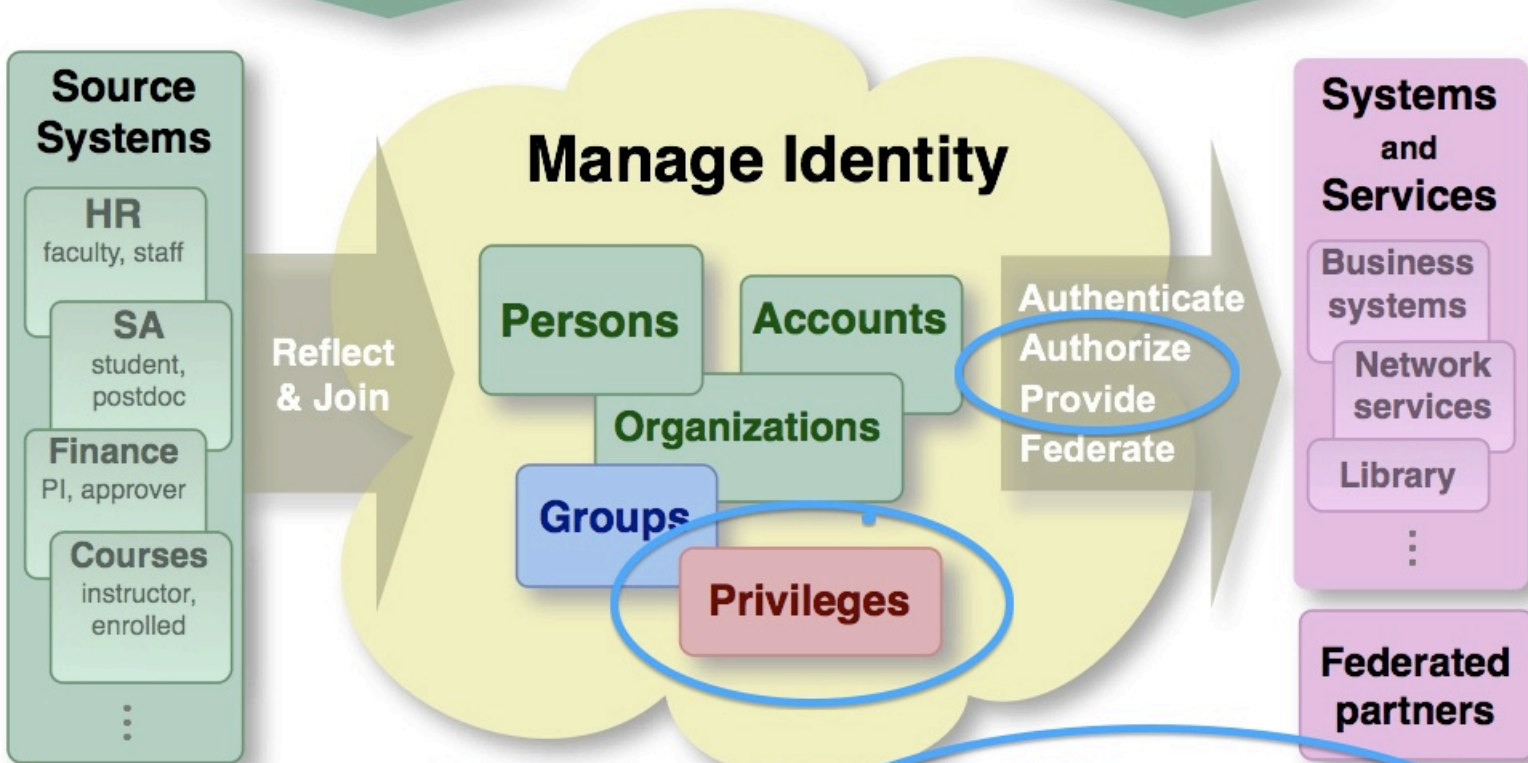 Source
Systems
HR
faculty, staff
SA
student,
postdoc
Finance
PI, approver
Courses
instructor,
enrolled
Reflect
& Join
Manage Identity
Persons
Accounts
Organizations
Groups
Privileges
Authenticate
Authorize
Provide
Federate
Systems
and
Services
Business
systems
Network
services
Library
Federated
partners